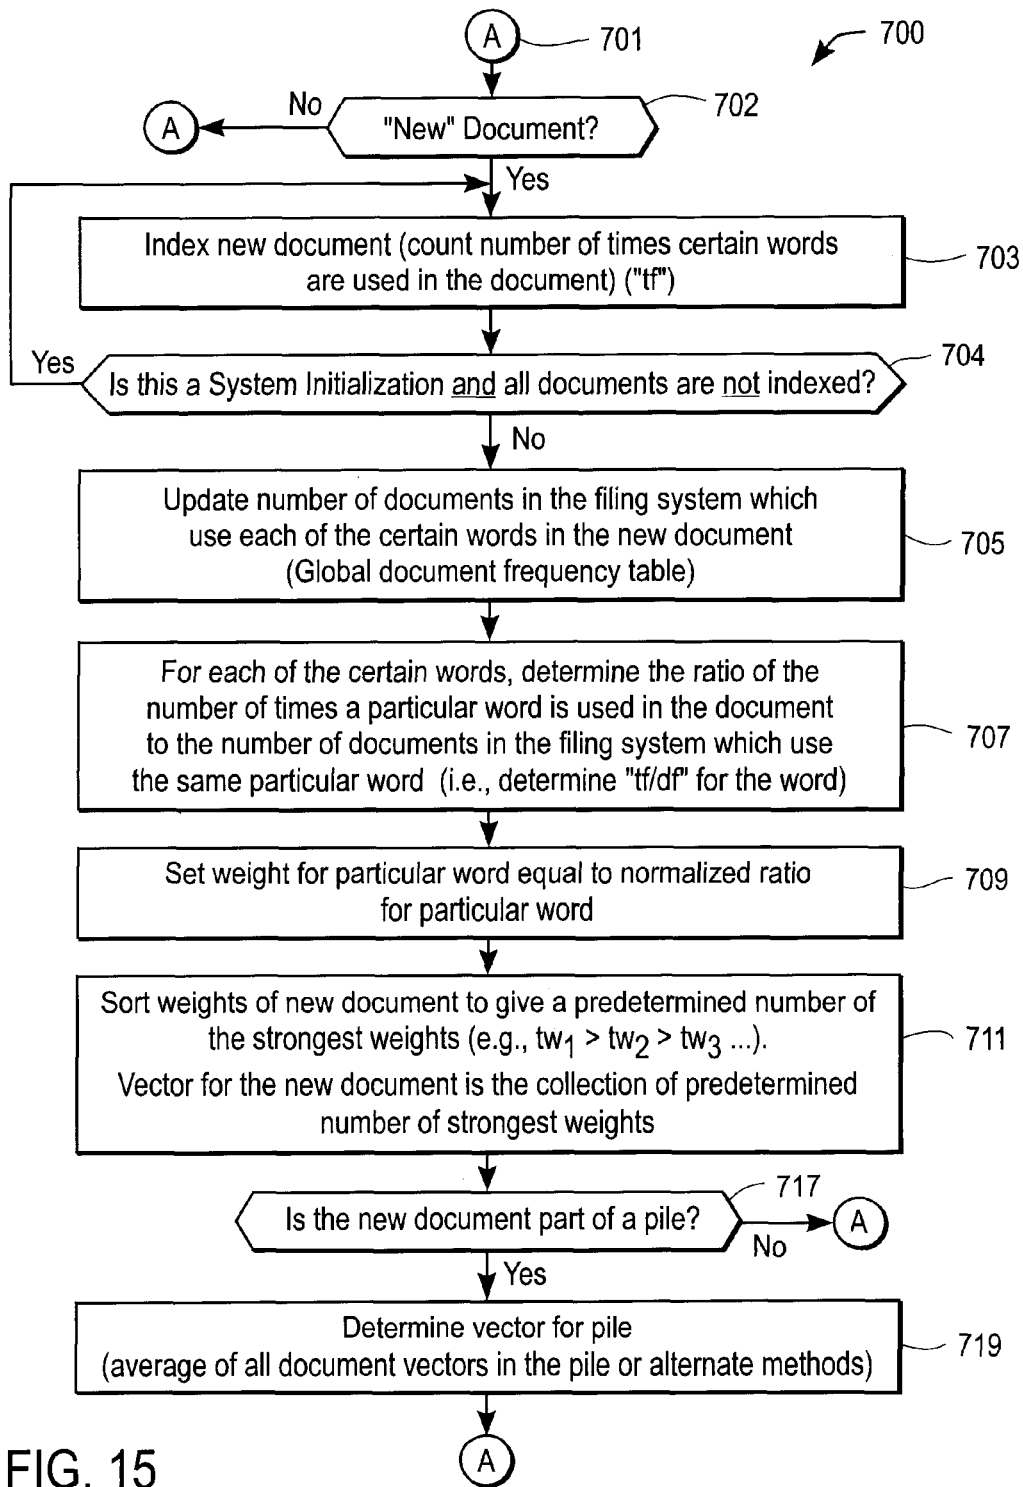 A
701
700
"New" Document?
702
No
A
Yes
Index new document (count number of times certain words
are used in the document) ("tf")
703
Is this a System Initialization and all documents are not indexed?
704
Yes
No
Update number of documents in the filing system which
use each of the certain words in the new document
(Global document frequency table)
705
For each of the certain words, determine the ratio of the
number of times a particular word is used in the document
to the number of documents in the filing system which use
the same particular word (i.e., determine "tf/df" for the word)
707
Set weight for particular word equal to normalized ratio
for particular word
709
Sort weights of new document to give a predetermined number of
the strongest weights (e.g., tw1 > tw2 > tw3 ...).
Vector for the new document is the collection of predetermined
number of strongest weights
711
Is the new document part of a pile?
717
No
A
Yes
Determine vector for pile
(average of all document vectors in the pile or alternate methods)
719
A
FIG. 15